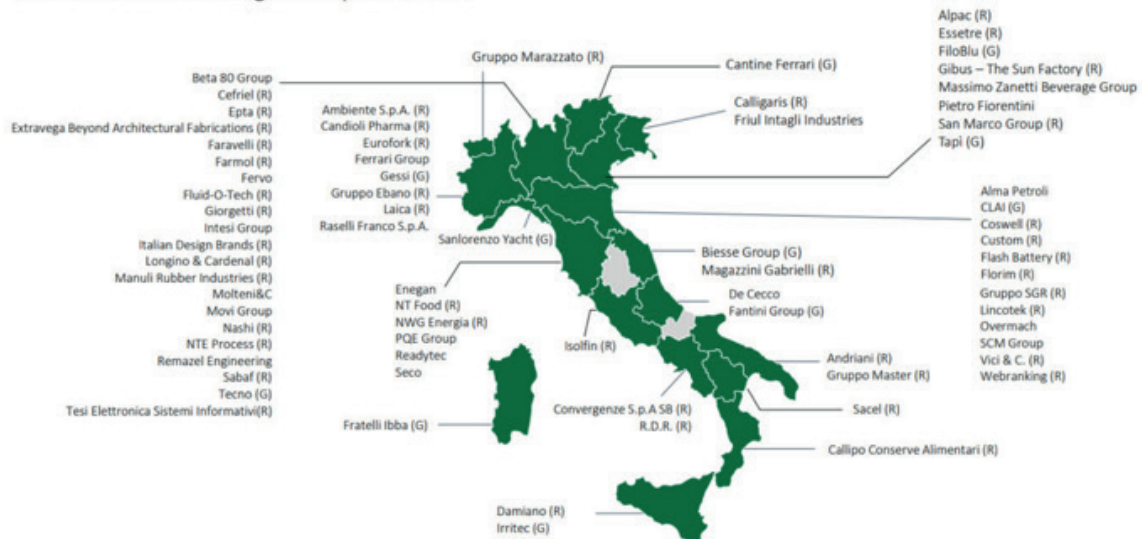 Gruppo Marazzato (R)
Cantine Ferrari (G)
Alpac (R)
Essetre (R)
FiloBlu (G)
Gibus – The Sun Factory (R)
Massimo Zanetti Beverage Group
Pietro Fiorentini
San Marco Group (R)
Tapì (G)
Beta 80 Group
Cefriel (R)
Epta (R)
Extravega Beyond Architectural Fabrications (R)
Faravelli (R)
Farmol (R)
Fervo
Fluid-O-Tech (R)
Giorgetti (R)
Intesi Group
Italian Design Brands (R)
Longino & Cardenal (R)
Manuli Rubber Industries (R)
Molteni&C
Movi Group
Nashi (R)
NTE Process (R)
Remazel Engineering
Sabaf (R)
Tecno (G)
Tesi Elettronica Sistemi Informativi(R)
Ambiente S.p.A. (R)
Candioli Pharma (R)
Eurofork (R)
Ferrari Group
Gessi (G)
Gruppo Ebano (R)
Laica (R)
Raselli Franco S.p.A.
Calligaris (R)
Friul Intagli Industries
Sanlorenzo Yacht (G)
Alma Petroli
CLAI (G)
Coswell (R)
Custom (R)
Flash Battery (R)
Florim (R)
Gruppo SGR (R)
Lincotek (R)
Overmach
SCM Group
Vici & C. (R)
Webranking (R)
Biesse Group (G)
Magazzini Gabrielli (R)
Enegan
NT Food (R)
NWG Energia (R)
PQE Group
Readytec
Seco
De Cecco
Fantini Group (G)
Isolfin (R)
Andriani (R)
Gruppo Master (R)
Convergenze S.p.A SB (R)
R.D.R. (R)
Sacel (R)
Fratelli Ibba (G)
Callipo Conserve Alimentari (R)
Damiano (R)
Irritec (G)